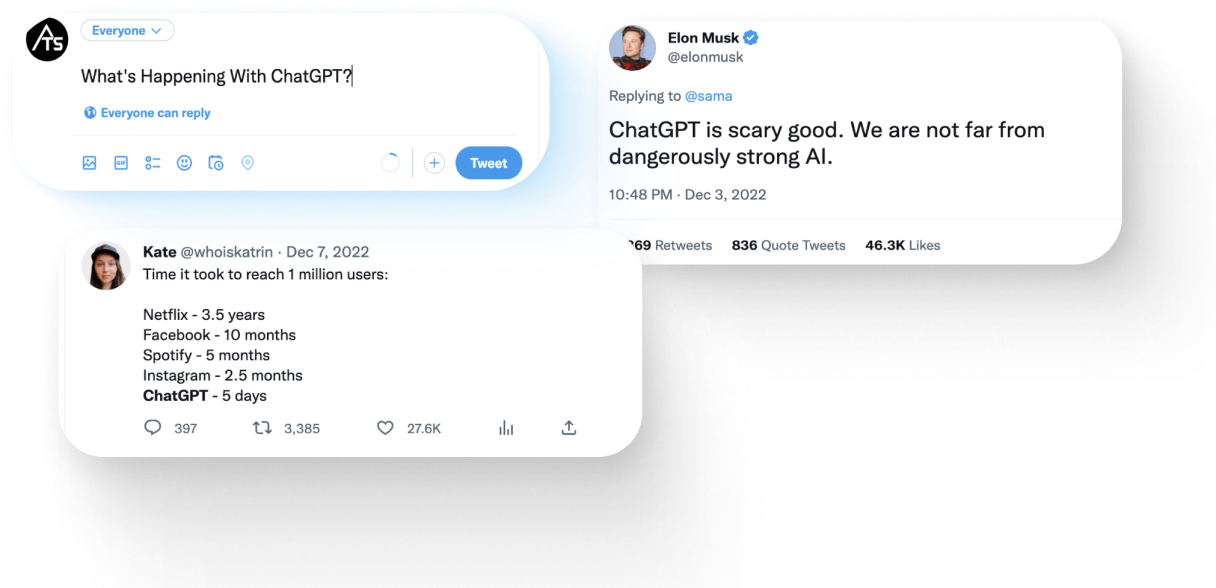 ATS
Everyone
What's Happening With ChatGPT?
Everyone can reply
GIF
Tweet
Elon Musk
@elonmusk
Replying to @sama
ChatGPT is scary good. We are not far from
dangerously strong AI.
10:48 PM · Dec 3, 2022
69 Retweets 836 Quote Tweets 46.3K Likes
Kate @whoiskatrin · Dec 7, 2022
Time it took to reach 1 million users:
Netflix - 3.5 years
Facebook - 10 months
Spotify - 5 months
Instagram - 2.5 months
ChatGPT - 5 days
397 3,385 27.6K